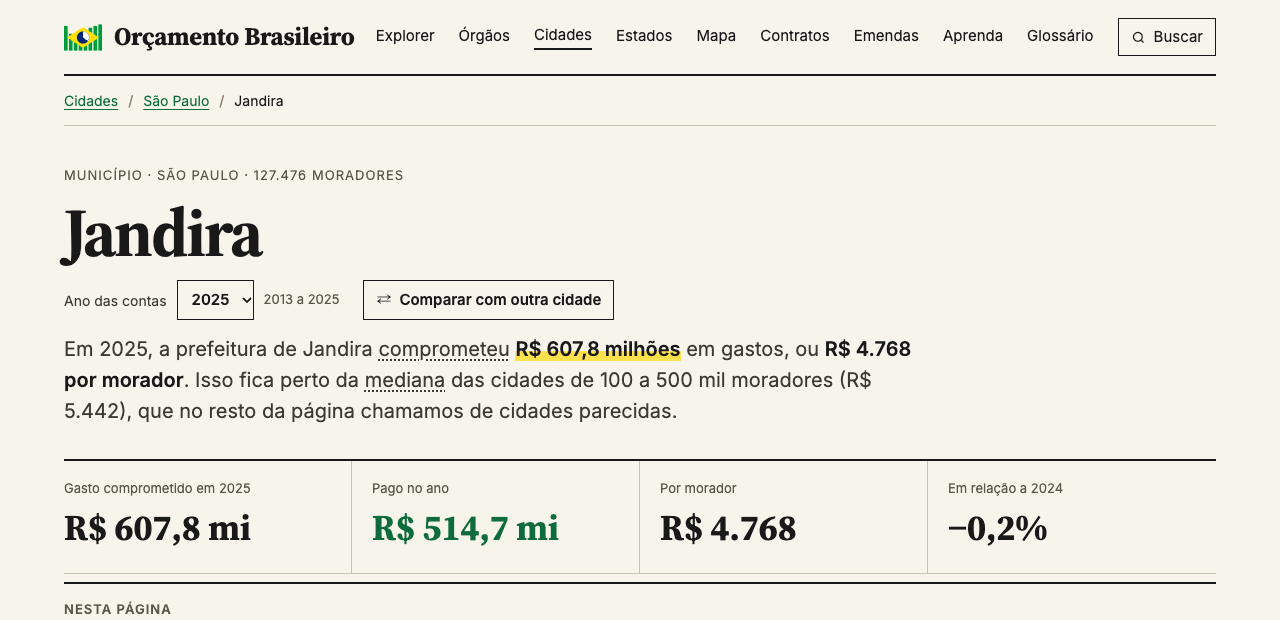 Orçamento Brasileiro Explorar Órgãos Cidades Estados Mapa Contratos Emendas Aprenda Glossário Buscar
Cidades / São Paulo / Jandira
MUNICÍPIO · SÃO PAULO · 127.476 MORADORES
Jandira
Ano das contas 2025 2013 a 2025 Comparar com outra cidade
Em 2025, a prefeitura de Jandira comprometeu R$ 607,8 milhões em gastos, ou R$ 4.768
por morador. Isso fica perto da mediana das cidades de 100 a 500 mil moradores (R$
5.442), que no resto da página chamamos de cidades parecidas.
Gasto comprometido em 2025 Pago no ano Por morador Em relação a 2024
R$ 607,8 mi R$ 514,7 mi R$ 4.768 −0,2%
NESTA PÁGINA